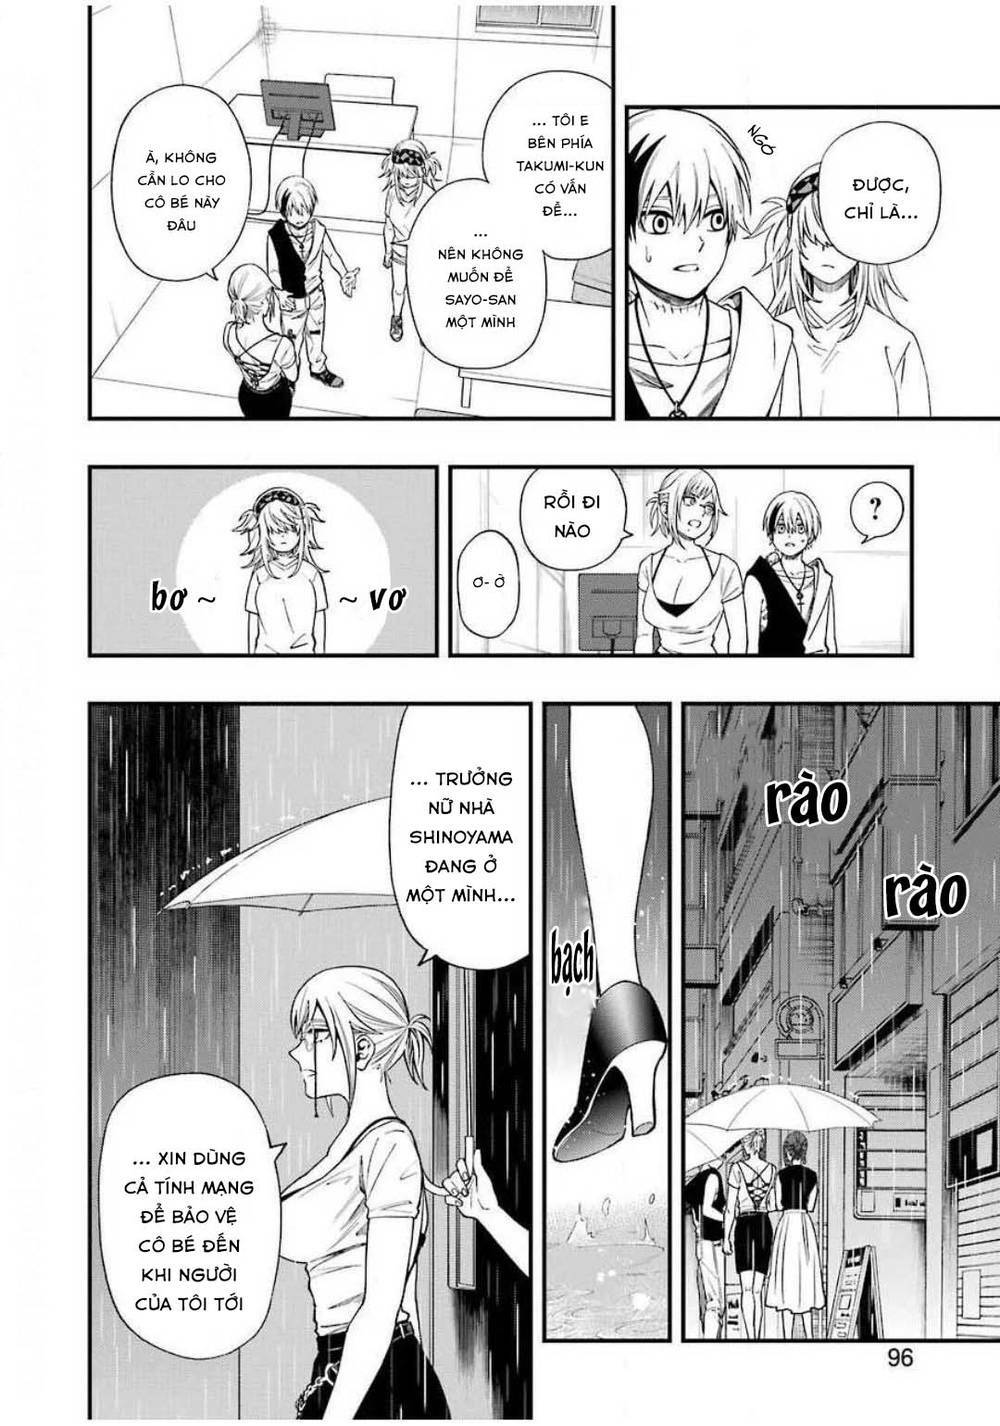 NGÓ
ĐƯỢC,
CHỈ LÀ...
... TÔI E
BÊN PHÍA
TAKUMI-KUN
CÓ VẤN
ĐỀ...
NÊN KHÔNG
MUỐN ĐỂ
SAYO-SAN
MỘT MÌNH
À, KHÔNG
CẦN LO CHO
CÔ BÉ NÀY
ĐÂU
?
RỒI ĐI
NÀO
Ơ- Ờ
bơ ~
~ vơ
rào
rào
bạch
... TRƯỞNG
NỮ NHÀ
SHINOYAMA
ĐANG Ở
MỘT MÌNH...
... XIN DÙNG
CẢ TÍNH MẠNG
ĐỂ BẢO VỆ
CÔ BÉ ĐẾN
KHI NGƯỜI
CỦA TÔI TỚI
96